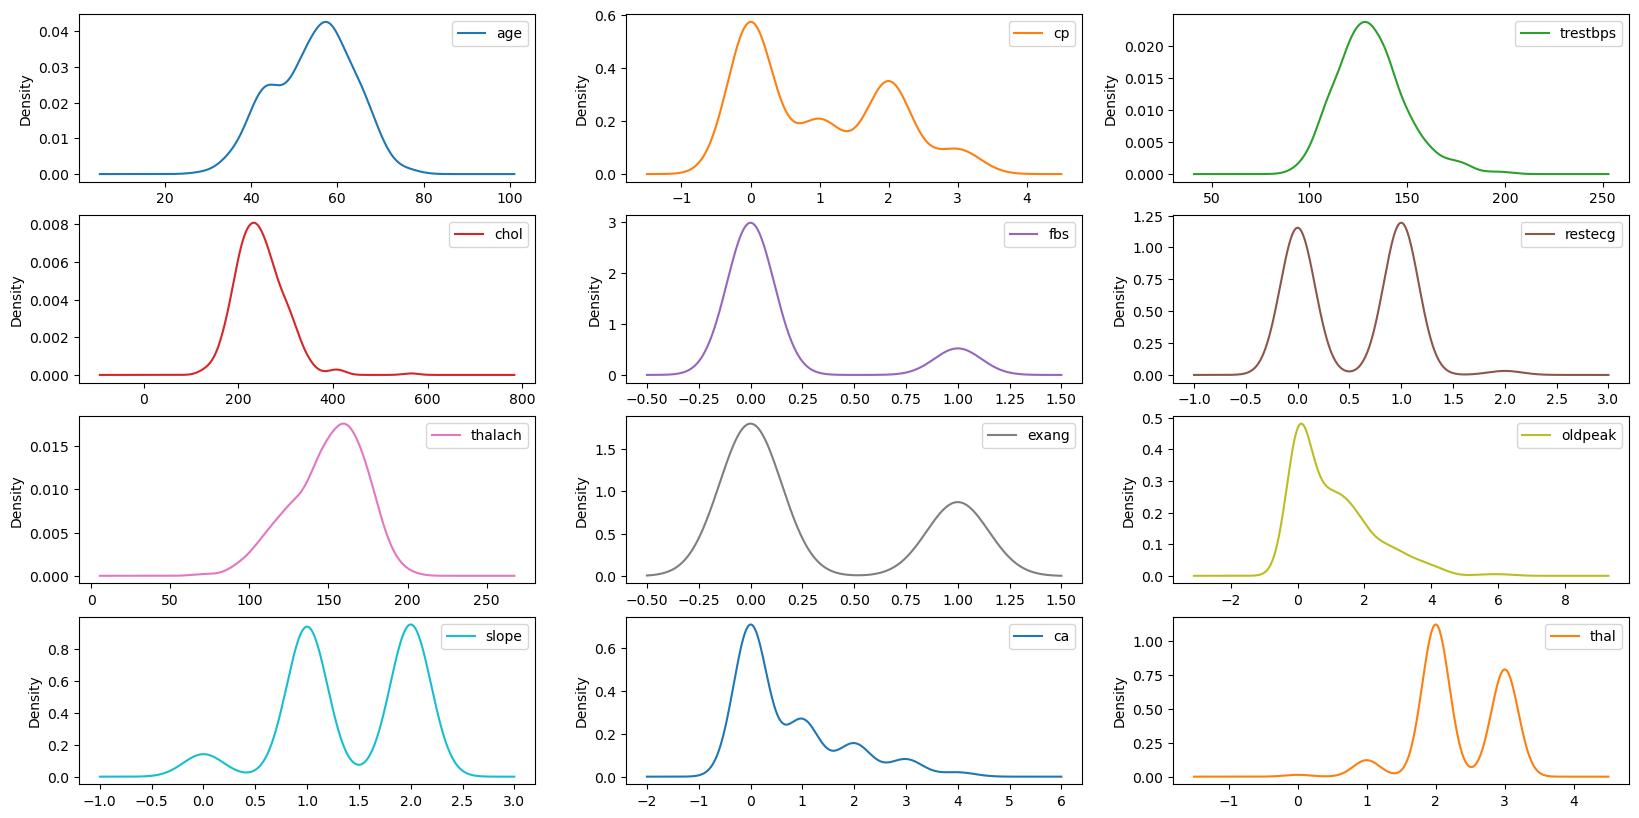 age
Density
0.04
0.03
0.02
0.01
0.00
20 40 60 80 100
cp
Density
0.6
0.4
0.2
0.0
−1 0 1 2 3 4
trestbps
Density
0.020
0.015
0.010
0.005
0.000
50 100 150 200 250
chol
Density
0.008
0.006
0.004
0.002
0.000
0 200 400 600 800
fbs
Density
3
2
1
0
−0.50 −0.25 0.00 0.25 0.50 0.75 1.00 1.25 1.50
restecg
Density
1.25
1.00
0.75
0.50
0.25
0.00
−1.0 −0.5 0.0 0.5 1.0 1.5 2.0 2.5 3.0
thalach
Density
0.015
0.010
0.005
0.000
0 50 100 150 200 250
exang
Density
1.5
1.0
0.5
0.0
−0.50 −0.25 0.00 0.25 0.50 0.75 1.00 1.25 1.50
oldpeak
Density
0.5
0.4
0.3
0.2
0.1
0.0
−2 0 2 4 6 8
slope
Density
0.8
0.6
0.4
0.2
0.0
−1.0 −0.5 0.0 0.5 1.0 1.5 2.0 2.5 3.0
ca
Density
0.6
0.4
0.2
0.0
−2 −1 0 1 2 3 4 5 6
thal
Density
1.00
0.75
0.50
0.25
0.00
−1 0 1 2 3 4